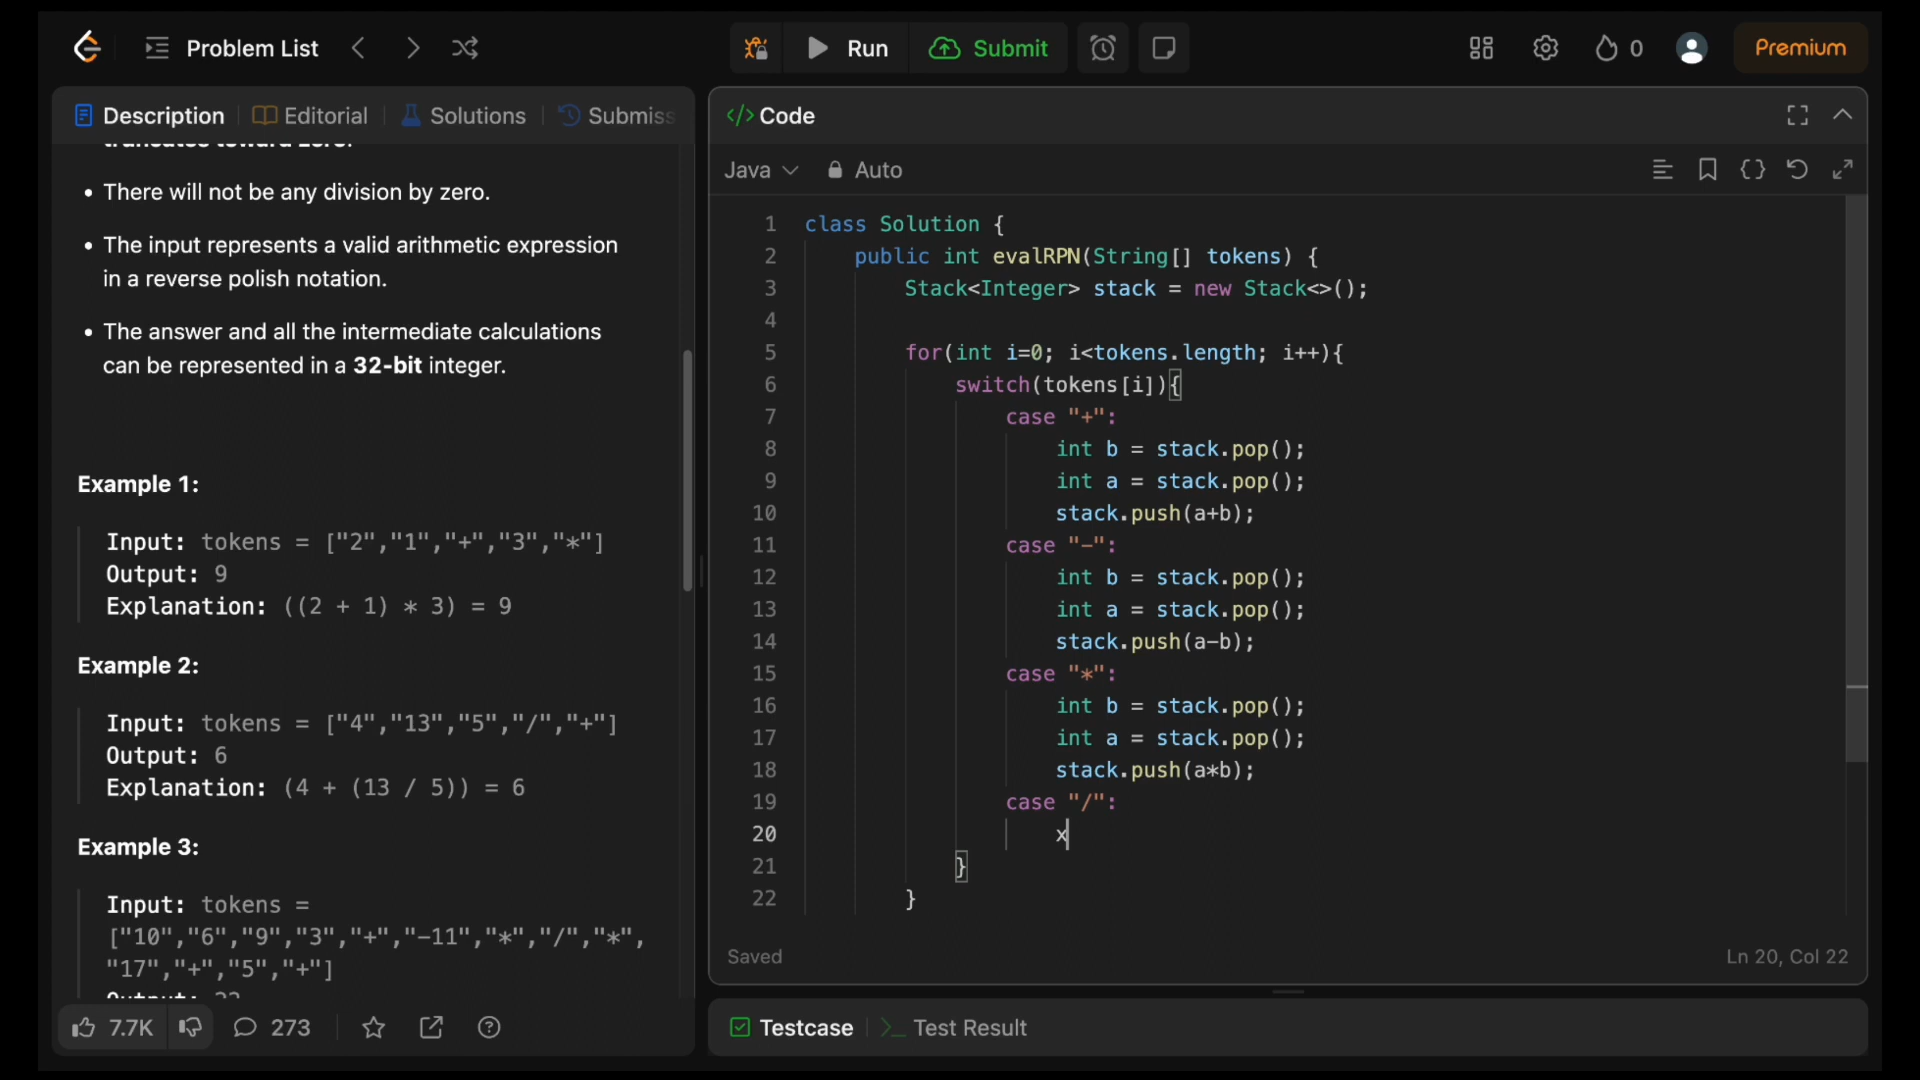 Problem List
Run
Submit
0
Premium
Description
Editorial
Solutions
Submiss
truncates toward zero.
• There will not be any division by zero.
• The input represents a valid arithmetic expression
in a reverse polish notation.
• The answer and all the intermediate calculations
can be represented in a 32-bit integer.
Example 1:
Input: tokens = ["2","1","+","3","*"]
Output: 9
Explanation: ((2 + 1) * 3) = 9
Example 2:
Input: tokens = ["4","13","5","/","+"]
Output: 6
Explanation: (4 + (13 / 5)) = 6
Example 3:
Input: tokens =
["10","6","9","3","+","-11","*","/","*",
"17","+","5","+"]
Output: 22
7.7K
273
</> Code
Java
Auto
1 class Solution {
2 public int evalRPN(String[] tokens) {
3 Stack<Integer> stack = new Stack<>();
4
5 for(int i=0; i<tokens.length; i++){
6 switch(tokens[i]){
7 case "+":
8 int b = stack.pop();
9 int a = stack.pop();
10 stack.push(a+b);
11 case "-":
12 int b = stack.pop();
13 int a = stack.pop();
14 stack.push(a-b);
15 case "*":
16 int b = stack.pop();
17 int a = stack.pop();
18 stack.push(a*b);
19 case "/":
20 x
21 }
22 }
Saved
Ln 20, Col 22
Testcase
Test Result